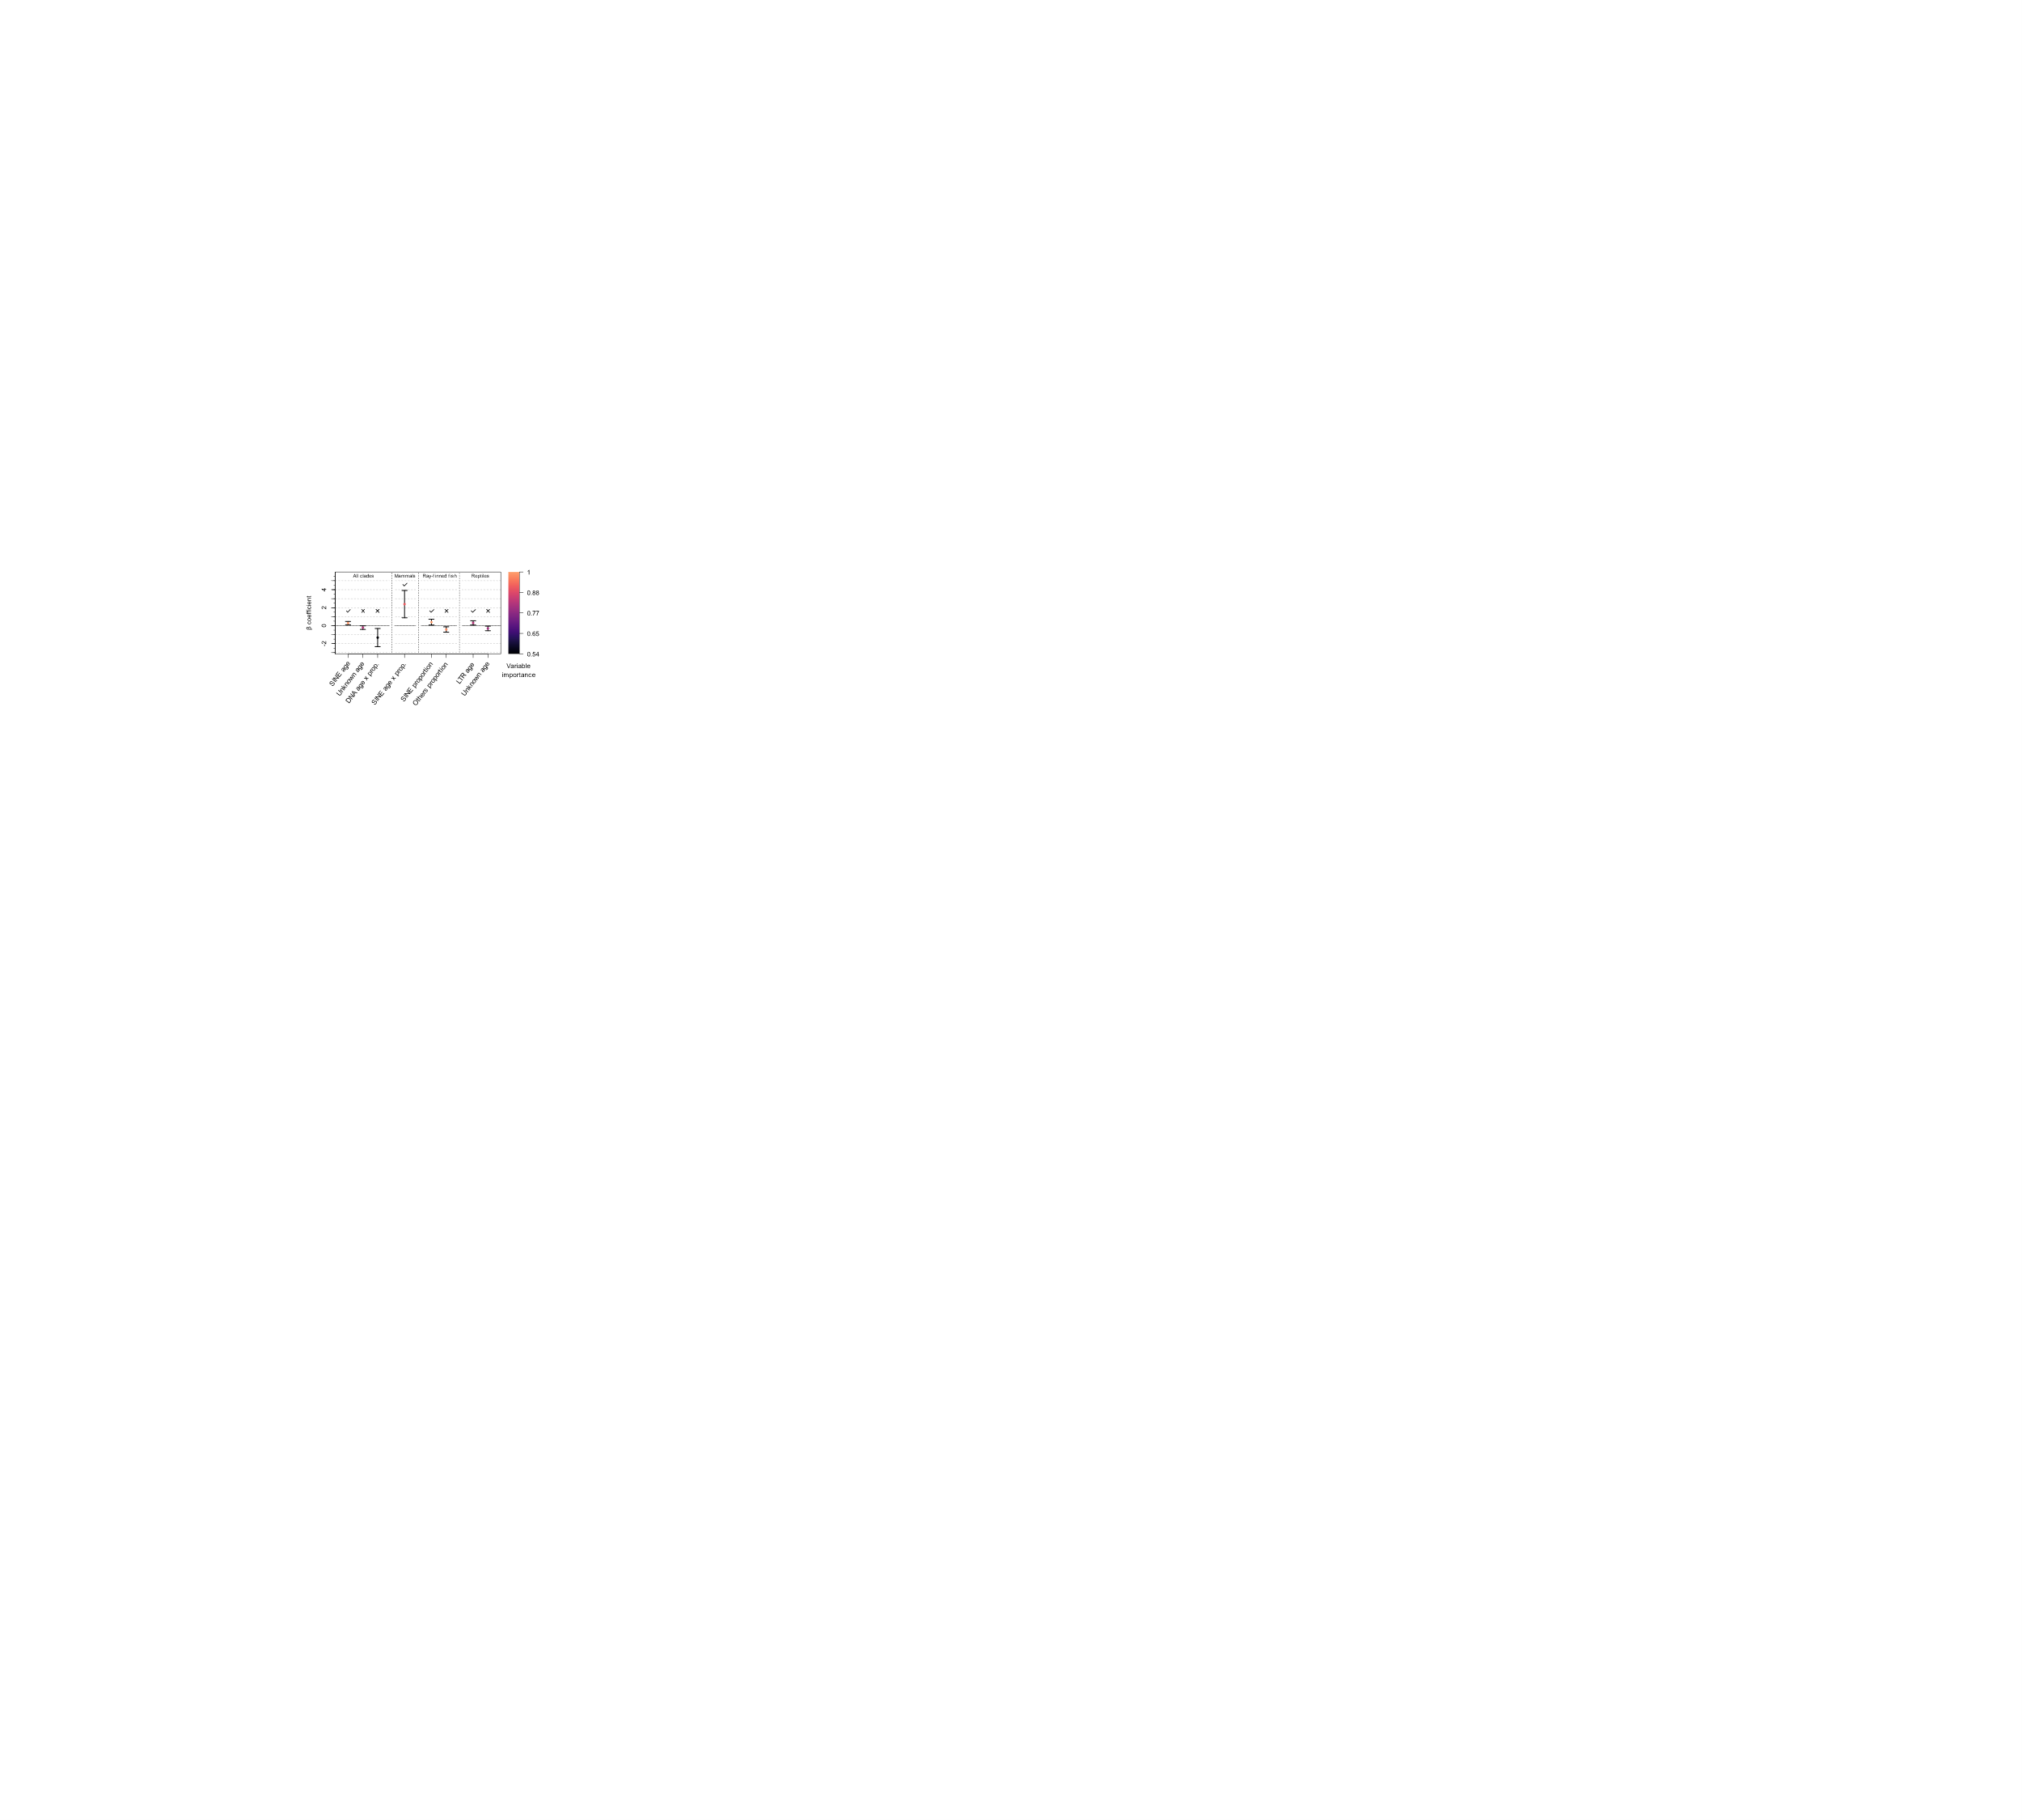 All clades Mammals Ray-finned fish Reptiles
β coefficient
4
2
0
-2
SINE age
Unknown age
DNA age x prop.
SINE age x prop.
SINE proportion
Others proportion
LTR age
Unknown age
1
0.88
0.77
0.65
0.54
Variable
importance